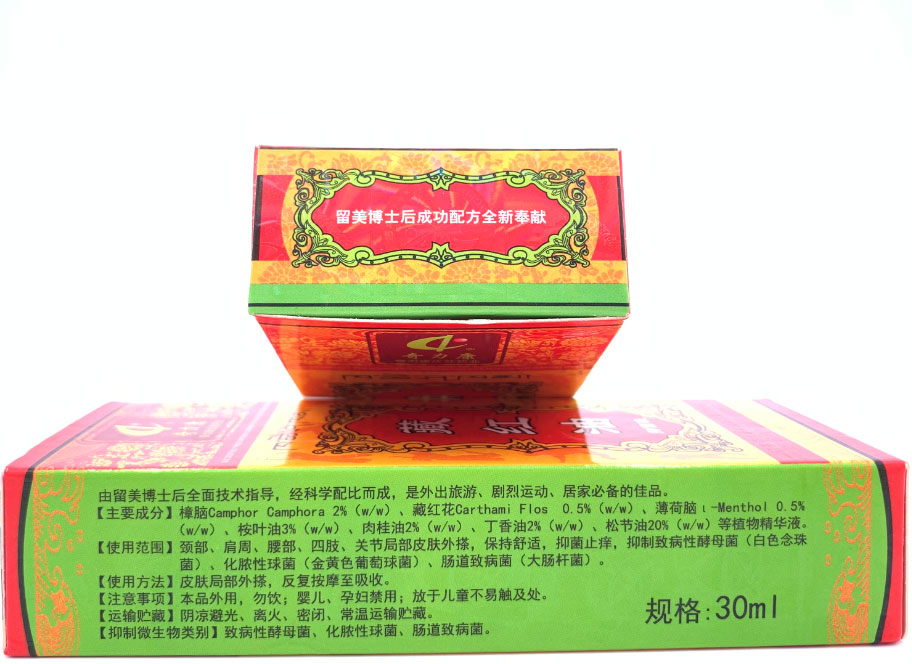 留美博士后成功配方全新奉献
奇力康
藏红油
由留美博士后全面技术指导，经科学配比而成，是外出旅游、剧烈运动、居家必备的佳品。
【主要成分】樟脑Camphor Camphora 2%（w/w）、藏红花Carthami Flos 0.5%（w/w）、薄荷脑 l-Menthol 0.5%
（w/w）、桉叶油3%（w/w）、肉桂油2%（w/w）、丁香油2%（w/w）、松节油20%（w/w）等植物精华液。
【使用范围】颈部、肩周、腰部、四肢、关节局部皮肤外搽，保持舒适，抑菌止痒，抑制致病性酵母菌（白色念珠
菌）、化脓性球菌（金黄色葡萄球菌）、肠道致病菌（大肠杆菌）。
【使用方法】皮肤局部外搽，反复按摩至吸收。
【注意事项】本品外用，勿饮；婴儿、孕妇禁用；放于儿童不易触及处。
【运输贮藏】阴凉避光、离火、密闭、常温运输贮藏。
【抑制微生物类别】致病性酵母菌、化脓性球菌、肠道致病菌。
规格:30ml